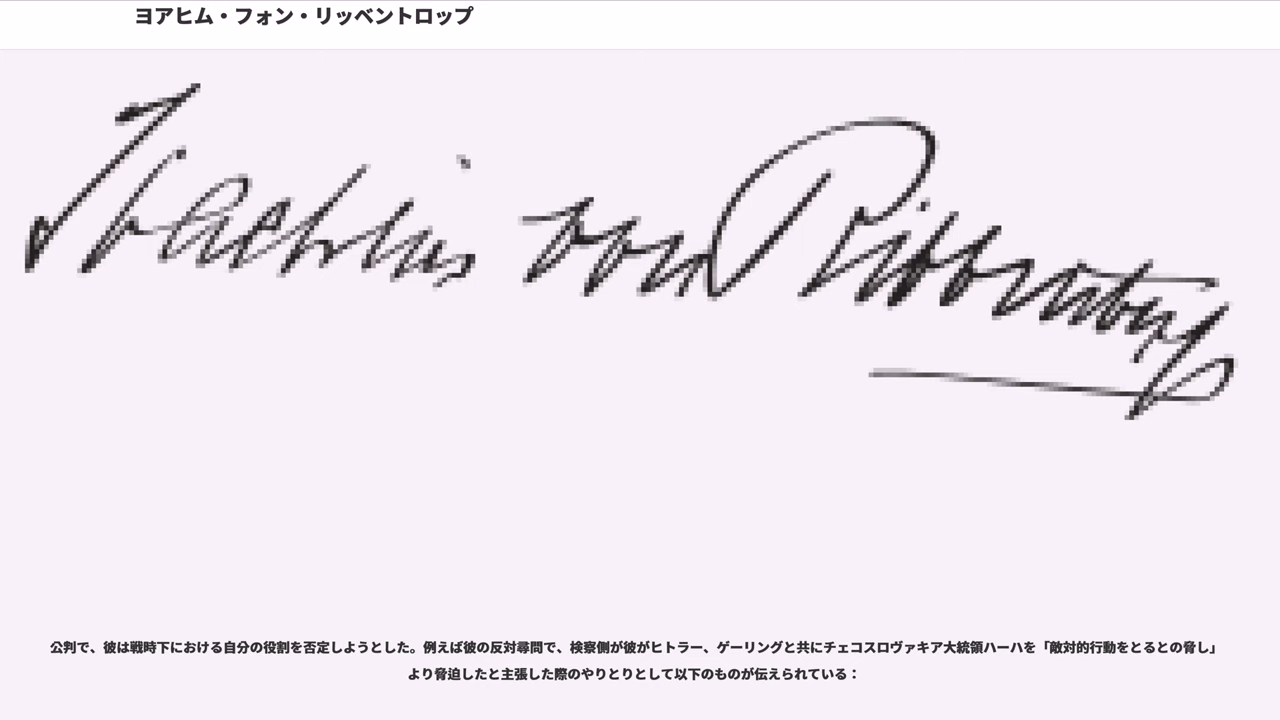 ヨアヒム・フォン・リッベントロップ
Joachim von Ribbentrop
公判で、彼は戦時下における自分の役割を否定しようとした。例えば彼の反対尋問で、検察側が彼がヒトラー、ゲーリングと共にチェコスロヴァキア大統領ハーハを「敵対的行動をとるとの脅し」
より脅迫したと主張した際のやりとりとして以下のものが伝えられている：